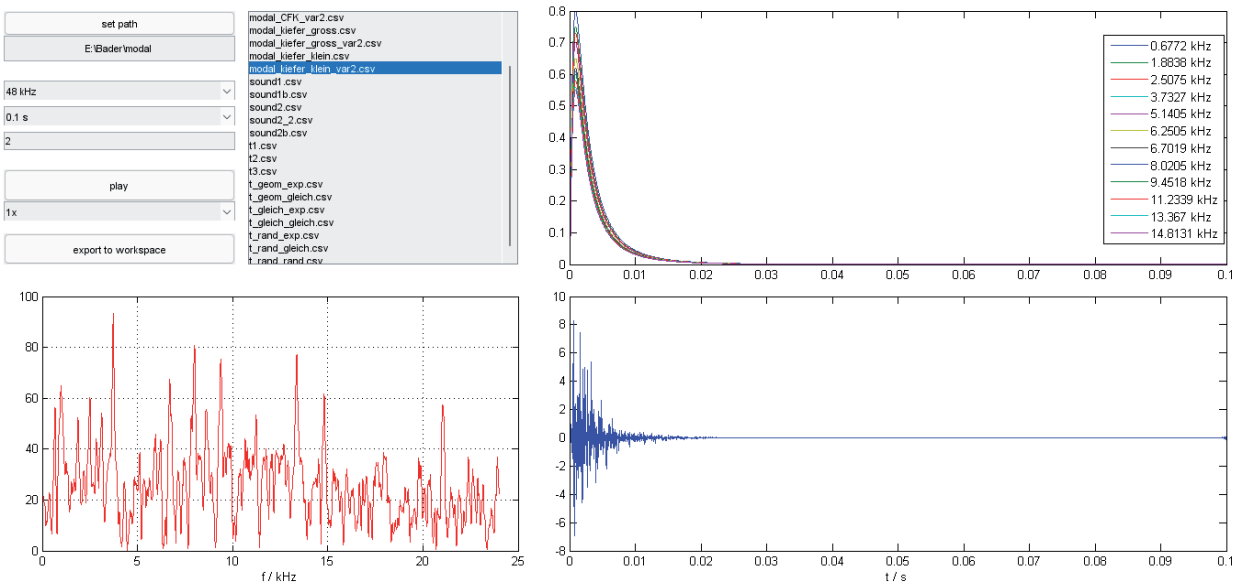 set path
E:\Bader\modal
48 kHz
0.1 s
2
play
1x
export to workspace
modal_CFK_var2.csv
modal_kiefer_gross.csv
modal_kiefer_gross_var2.csv
modal_kiefer_klein.csv
modal_kiefer_klein_var2.csv
sound1.csv
sound1b.csv
sound2.csv
sound2_2.csv
sound2b.csv
t1.csv
t2.csv
t3.csv
t_geom_exp.csv
t_geom_gleich.csv
t_gleich_exp.csv
t_gleich_gleich.csv
t_rand_exp.csv
t_rand_gleich.csv
t_rand_rand.csv
0.8
0.7
0.6
0.5
0.4
0.3
0.2
0.1
0
0 0.01 0.02 0.03 0.04 0.05 0.06 0.07 0.08 0.09 0.1
0.6772 kHz
1.8838 kHz
2.5075 kHz
3.7327 kHz
5.1405 kHz
6.2505 kHz
6.7019 kHz
8.0205 kHz
9.4518 kHz
11.2339 kHz
13.367 kHz
14.8131 kHz
100
80
60
40
20
0
0 5 10 15 20 25
f / kHz
10
8
6
4
2
0
-2
-4
-6
-8
0 0.01 0.02 0.03 0.04 0.05 0.06 0.07 0.08 0.09 0.1
t / s